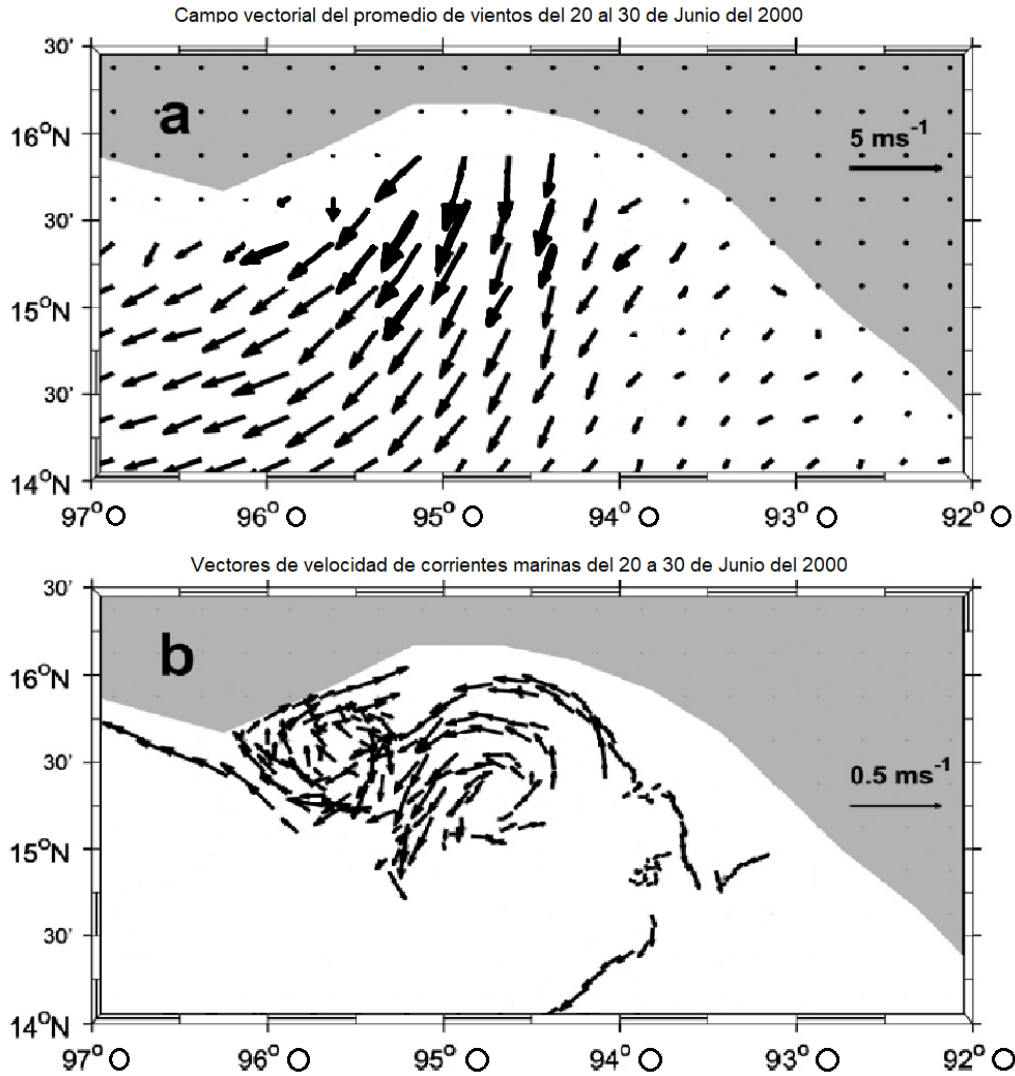 Campo vectorial del promedio de vientos del 20 al 30 de Junio del 2000
30'
a
16°N
5 ms⁻¹
30'
15°N
30'
14°N
97° O 96° O 95° O 94° O 93° O 92° O
Vectores de velocidad de corrientes marinas del 20 a 30 de Junio del 2000
30'
b
16°N
30'
0.5 ms⁻¹
15°N
30'
14°N
97° O 96° O 95° O 94° O 93° O 92° O